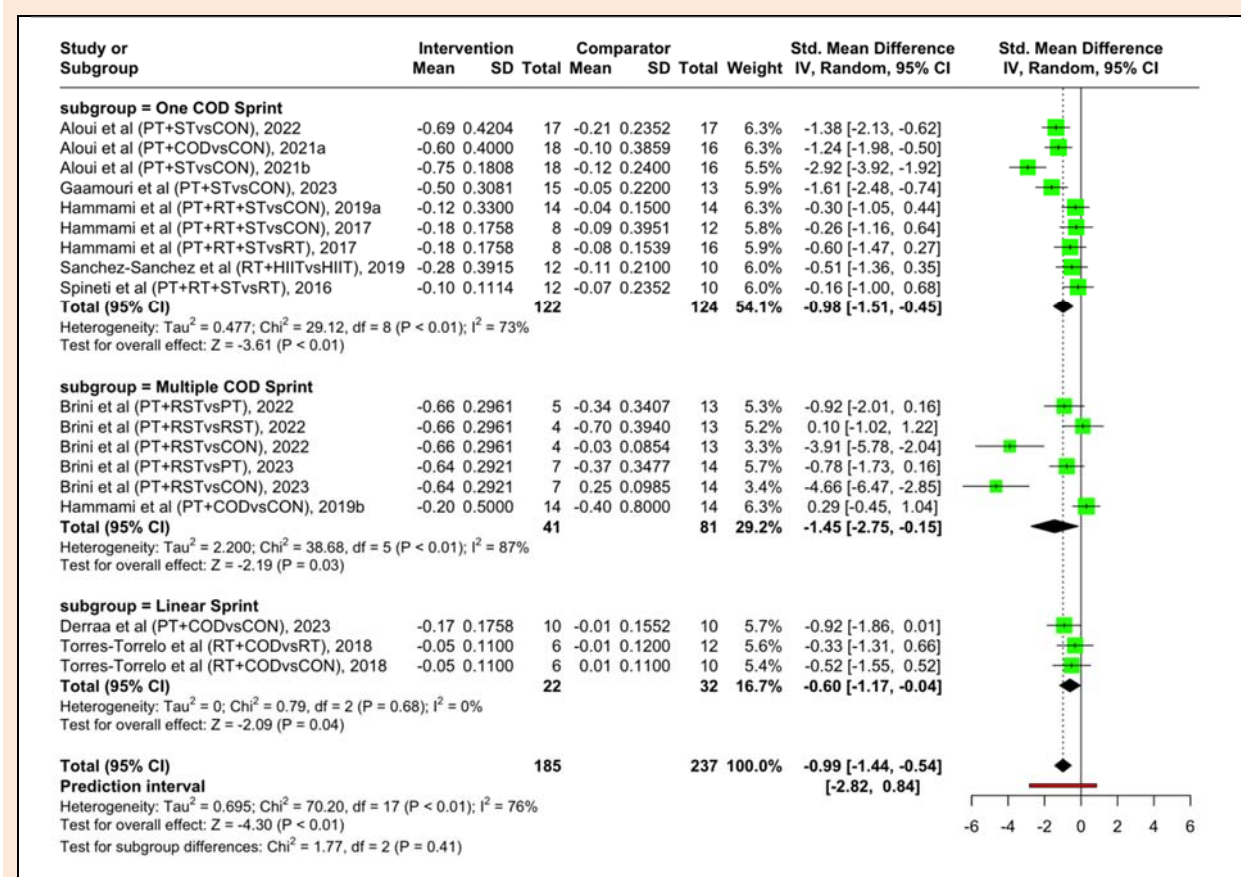 Study or Intervention Comparator Std. Mean Difference Std. Mean Difference
Subgroup Mean SD Total Mean SD Total Weight IV, Random, 95% CI IV, Random, 95% CI
subgroup = One COD Sprint
Aloui et al (PT+STvsCON), 2022 -0.69 0.4204 17 -0.21 0.2352 17 6.3% -1.38 [-2.13, -0.62]
Aloui et al (PT+CODvsCON), 2021a -0.60 0.4000 18 -0.10 0.3859 16 6.3% -1.24 [-1.98, -0.50]
Aloui et al (PT+STvsCON), 2021b -0.75 0.1808 18 -0.12 0.2400 16 5.6% -2.92 [-3.92, -1.92]
Gaamouri et al (PT+STvsCON), 2023 -0.50 0.3081 15 -0.05 0.2200 13 5.9% -1.61 [-2.48, -0.74]
Hammami et al (PT+RT+STvsCON), 2019a -0.12 0.3300 14 -0.04 0.1500 14 6.3% -0.30 [-1.05, 0.44]
Hammami et al (PT+RT+STvsCON), 2017 -0.18 0.1758 8 -0.09 0.3951 12 5.8% -0.26 [-1.16, 0.64]
Hammami et al (PT+RT+STvsRT), 2017 -0.18 0.1758 8 -0.08 0.1539 16 5.9% -0.60 [-1.47, 0.27]
Sanchez-Sanchez et al (RT+HIITvsHIIT), 2019 -0.28 0.3915 12 -0.11 0.2100 10 6.0% -0.51 [-1.36, 0.35]
Spineti et al (PT+RT+STvsRT), 2016 -0.10 0.1114 12 -0.07 0.2352 10 6.0% -0.16 [-1.00, 0.68]
Total (95% CI) 122 124 54.1% -0.98 [-1.51, -0.45]
Heterogeneity: Tau² = 0.477; Chi² = 29.12, df = 8 (P < 0.01); I² = 73%
Test for overall effect: Z = -3.61 (P < 0.01)
subgroup = Multiple COD Sprint
Brini et al (PT+RSTvsPT), 2022 -0.66 0.2961 5 -0.34 0.3407 13 5.3% -0.92 [-2.01, 0.16]
Brini et al (PT+RSTvsRST), 2022 -0.66 0.2961 4 -0.70 0.3940 13 5.2% 0.10 [-1.02, 1.22]
Brini et al (PT+RSTvsCON), 2022 -0.66 0.2961 4 -0.03 0.0854 13 3.3% -3.91 [-5.78, -2.04]
Brini et al (PT+RSTvsPT), 2023 -0.64 0.2921 7 -0.37 0.3477 14 5.7% -0.78 [-1.73, 0.16]
Brini et al (PT+RSTvsCON), 2023 -0.64 0.2921 7 0.25 0.0985 14 3.4% -4.66 [-6.47, -2.85]
Hammami et al (PT+CODvsCON), 2019b -0.20 0.5000 14 -0.40 0.8000 14 6.3% 0.29 [-0.45, 1.04]
Total (95% CI) 41 81 29.2% -1.45 [-2.75, -0.15]
Heterogeneity: Tau² = 2.200; Chi² = 38.68, df = 5 (P < 0.01); I² = 87%
Test for overall effect: Z = -2.19 (P = 0.03)
subgroup = Linear Sprint
Derraa et al (PT+CODvsCON), 2023 -0.17 0.1758 10 -0.01 0.1552 10 5.7% -0.92 [-1.86, 0.01]
Torres-Torrelo et al (RT+CODvsRT), 2018 -0.05 0.1100 6 -0.01 0.1200 12 5.6% -0.33 [-1.31, 0.66]
Torres-Torrelo et al (RT+CODvsCON), 2018 -0.05 0.1100 6 0.01 0.1100 10 5.4% -0.52 [-1.55, 0.52]
Total (95% CI) 22 32 16.7% -0.60 [-1.17, -0.04]
Heterogeneity: Tau² = 0; Chi² = 0.79, df = 2 (P = 0.68); I² = 0%
Test for overall effect: Z = -2.09 (P = 0.04)
Total (95% CI) 185 237 100.0% -0.99 [-1.44, -0.54]
Prediction interval [-2.82, 0.84]
Heterogeneity: Tau² = 0.695; Chi² = 70.20, df = 17 (P < 0.01); I² = 76%
Test for overall effect: Z = -4.30 (P < 0.01)
Test for subgroup differences: Chi² = 1.77, df = 2 (P = 0.41)
-6 -4 -2 0 2 4 6